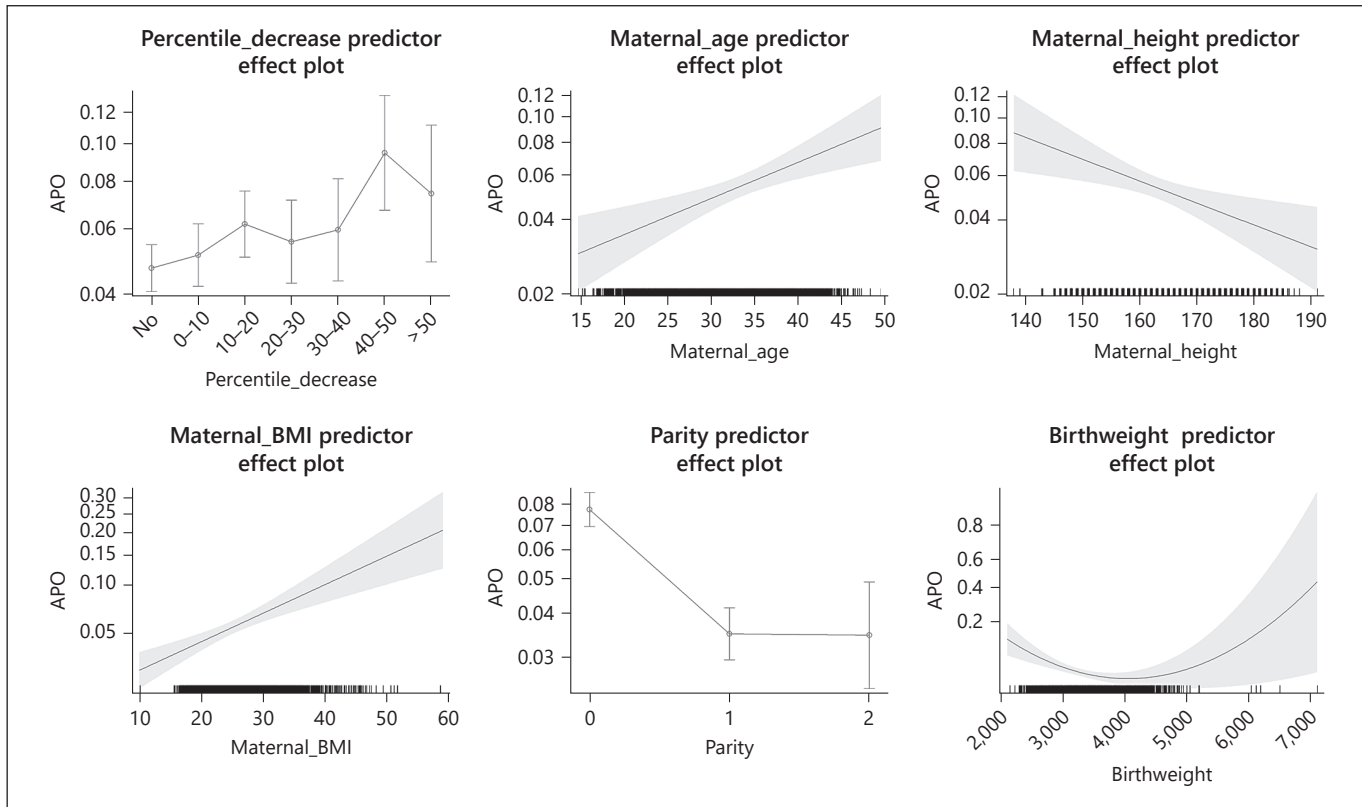 Percentile_decrease predictor
effect plot
0.12
0.10
0.08
0.06
0.04
APO
No
0–10
10–20
20–30
30–40
40–50
> 50
Percentile_decrease
Maternal_age predictor
effect plot
0.12
0.10
0.08
0.06
0.04
0.02
APO
15 20 25 30 35 40 45 50
Maternal_age
Maternal_height predictor
effect plot
0.12
0.10
0.08
0.06
0.04
0.02
APO
140 150 160 170 180 190
Maternal_height
Maternal_BMI predictor
effect plot
0.30
0.25
0.20
0.15
0.10
0.05
APO
10 20 30 40 50 60
Maternal_BMI
Parity predictor
effect plot
0.08
0.07
0.06
0.05
0.04
0.03
APO
0 1 2
Parity
Birthweight predictor
effect plot
0.8
0.6
0.4
0.2
APO
2,000
3,000
4,000
5,000
6,000
7,000
Birthweight